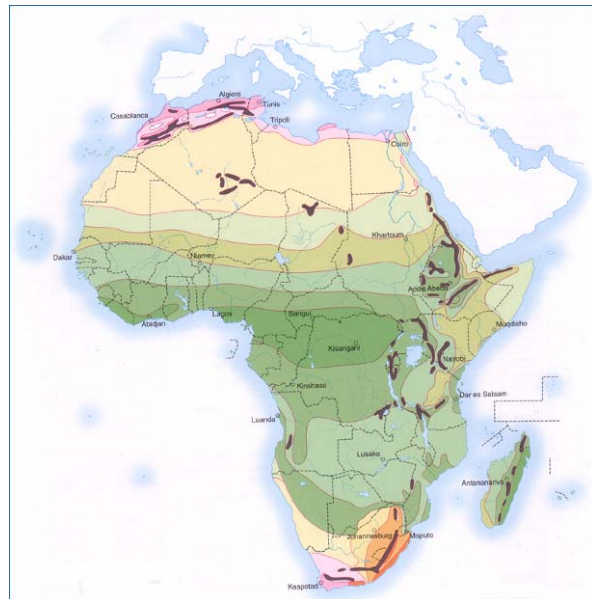 Algiers
Tunis
Casablanca
Tripoli
Cairo
Khartoum
Dakar
Niamey
Addis Abeba
Abidjan
Lagos
Bangui
Muqdisho
Kisangani
Nairobi
Kinshasa
Dar es Salaam
Luanda
Lusaka
Antananarivo
Johannesburg
Maputo
Kaapstad